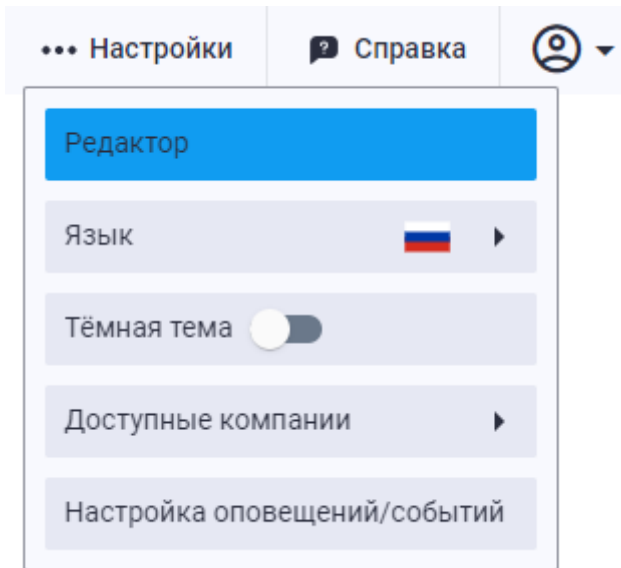 ••• Настройки ? Справка
Редактор
Язык
Тёмная тема
Доступные компании
Настройка оповещений/событий